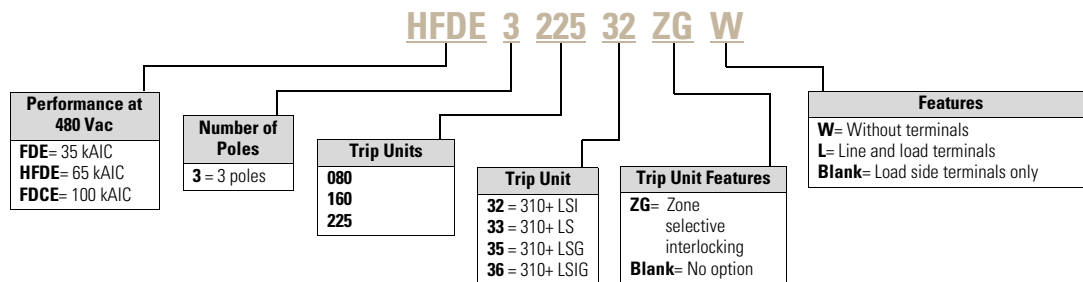 HFDE 3 225 32 ZG W
Performance at
480 Vac
FDE= 35 kAIC
HFDE= 65 kAIC
FDCE= 100 kAIC
Number of
Poles
3 = 3 poles
Trip Units
080
160
225
Trip Unit
32 = 310+ LSI
33 = 310+ LS
35 = 310+ LSG
36 = 310+ LSIG
Trip Unit Features
ZG= Zone
selective
interlocking
Blank= No option
Features
W= Without terminals
L= Line and load terminals
Blank= Load side terminals only